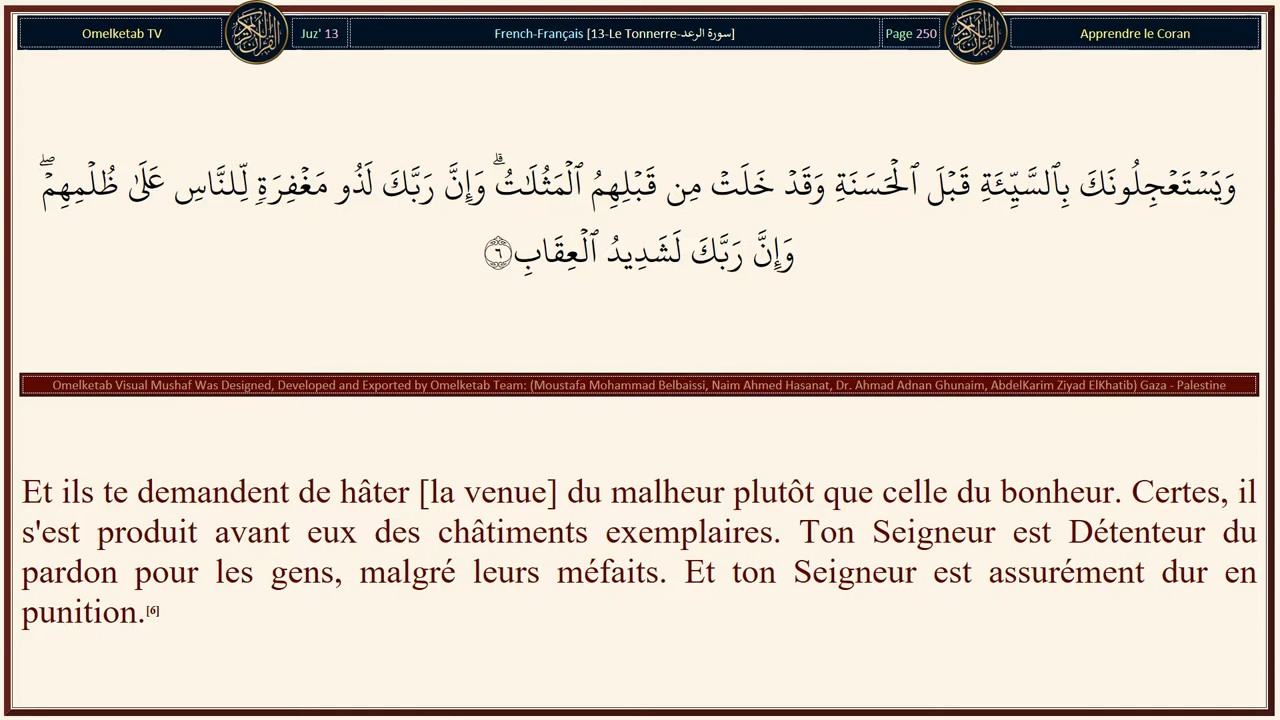 Omelketab TV
Juz' 13
French-Français [13-Le Tonnerre-سورة الرعد]
Page 250
Apprendre le Coran
وَيَسۡتَعۡجِلُونَكَ بِٱلسَّيِّئَةِ قَبۡلَ ٱلۡحَسَنَةِ وَقَدۡ خَلَتۡ مِن قَبۡلِهِمُ ٱلۡمَثُلَٰتُۗ وَإِنَّ رَبَّكَ لَذُو مَغۡفِرَةٖ لِّلنَّاسِ عَلَىٰ ظُلۡمِهِمۡۖ
وَإِنَّ رَبَّكَ لَشَدِيدُ ٱلۡعِقَابِ ٦
Omelketab Visual Mushaf Was Designed, Developed and Exported by Omelketab Team: (Moustafa Mohammad Belbaissi, Naim Ahmed Hasanat, Dr. Ahmad Adnan Ghunaim, AbdelKarim Ziyad ElKhatib) Gaza - Palestine
Et ils te demandent de hâter [la venue] du malheur plutôt que celle du bonheur. Certes, il
s'est produit avant eux des châtiments exemplaires. Ton Seigneur est Détenteur du
pardon pour les gens, malgré leurs méfaits. Et ton Seigneur est assurément dur en
punition.[6]